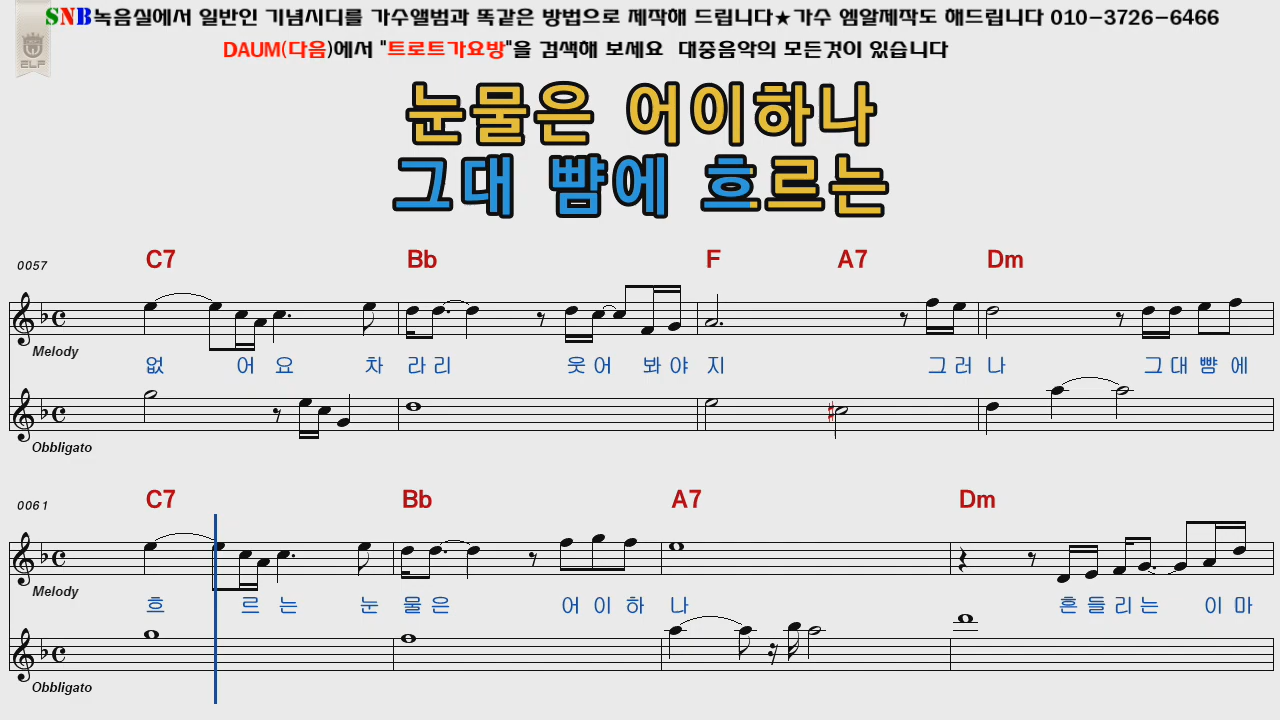 SNB녹음실에서 일반인 기념시디를 가수앨범과 똑같은 방법으로 제작해 드립니다★가수 엠알제작도 해드립니다 010-3726-6466
ELF
DAUM(다음)에서 "트로트가요방"을 검색해 보세요 대중음악의 모든것이 있습니다
눈물은 어이하나
그대 뺨에 흐르는
C7 Bb F A7 Dm
0057
Melody
없 어 요 차 라 리 웃 어 봐 야 지 그 러 나 그 대 뺨 에
Obbligato
C7 Bb A7 Dm
0061
Melody
흐 르 는 눈 물 은 어 이 하 나 흔 들 리 는 이 마
Obbligato